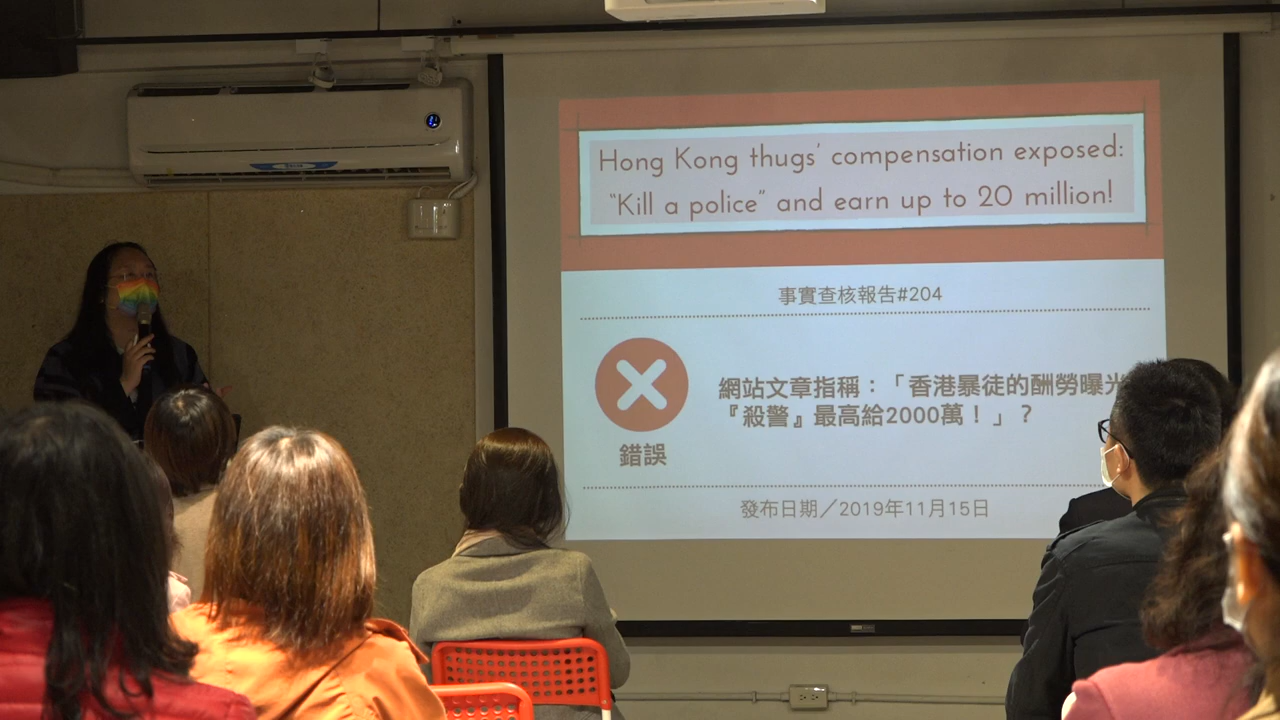 Hong Kong thugs' compensation exposed:
"Kill a police" and earn up to 20 million!
事實查核報告#204
網站文章指稱：「香港暴徒的酬勞曝光
『殺警』最高給2000萬！」？
錯誤
發布日期／2019年11月15日